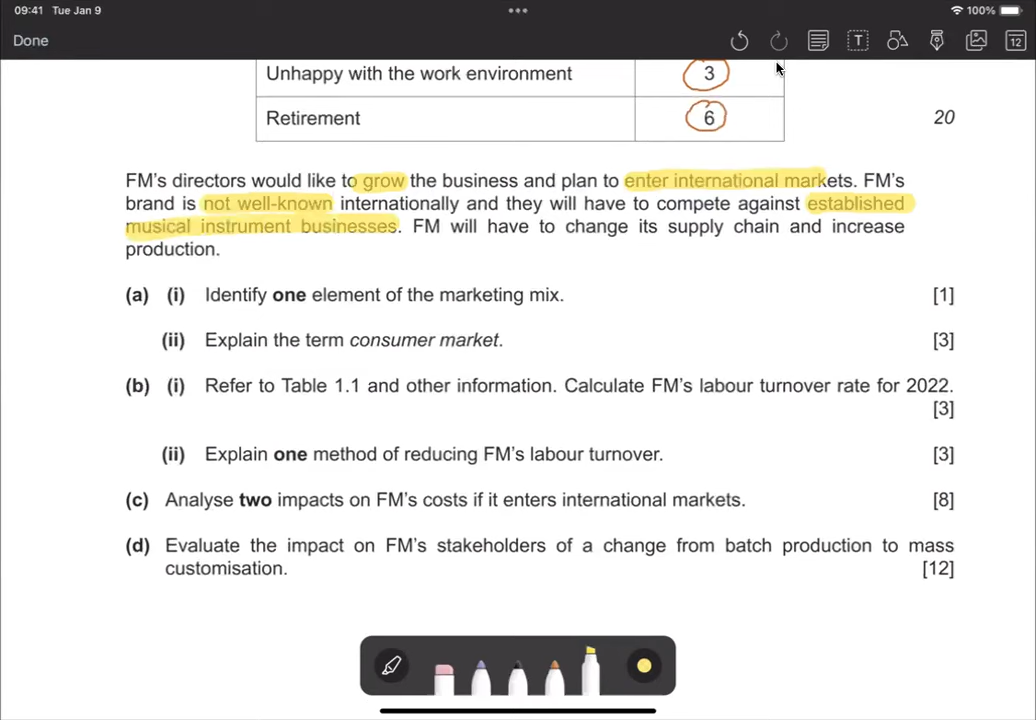 09:41 Tue Jan 9
100%
Done
T
12
Unhappy with the work environment 3
Retirement 6
20
FM's directors would like to grow the business and plan to enter international markets. FM's
brand is not well-known internationally and they will have to compete against established
musical instrument businesses. FM will have to change its supply chain and increase
production.
(a) (i) Identify one element of the marketing mix. [1]
(ii) Explain the term consumer market. [3]
(b) (i) Refer to Table 1.1 and other information. Calculate FM's labour turnover rate for 2022.
[3]
(ii) Explain one method of reducing FM's labour turnover. [3]
(c) Analyse two impacts on FM's costs if it enters international markets. [8]
(d) Evaluate the impact on FM's stakeholders of a change from batch production to mass
customisation. [12]